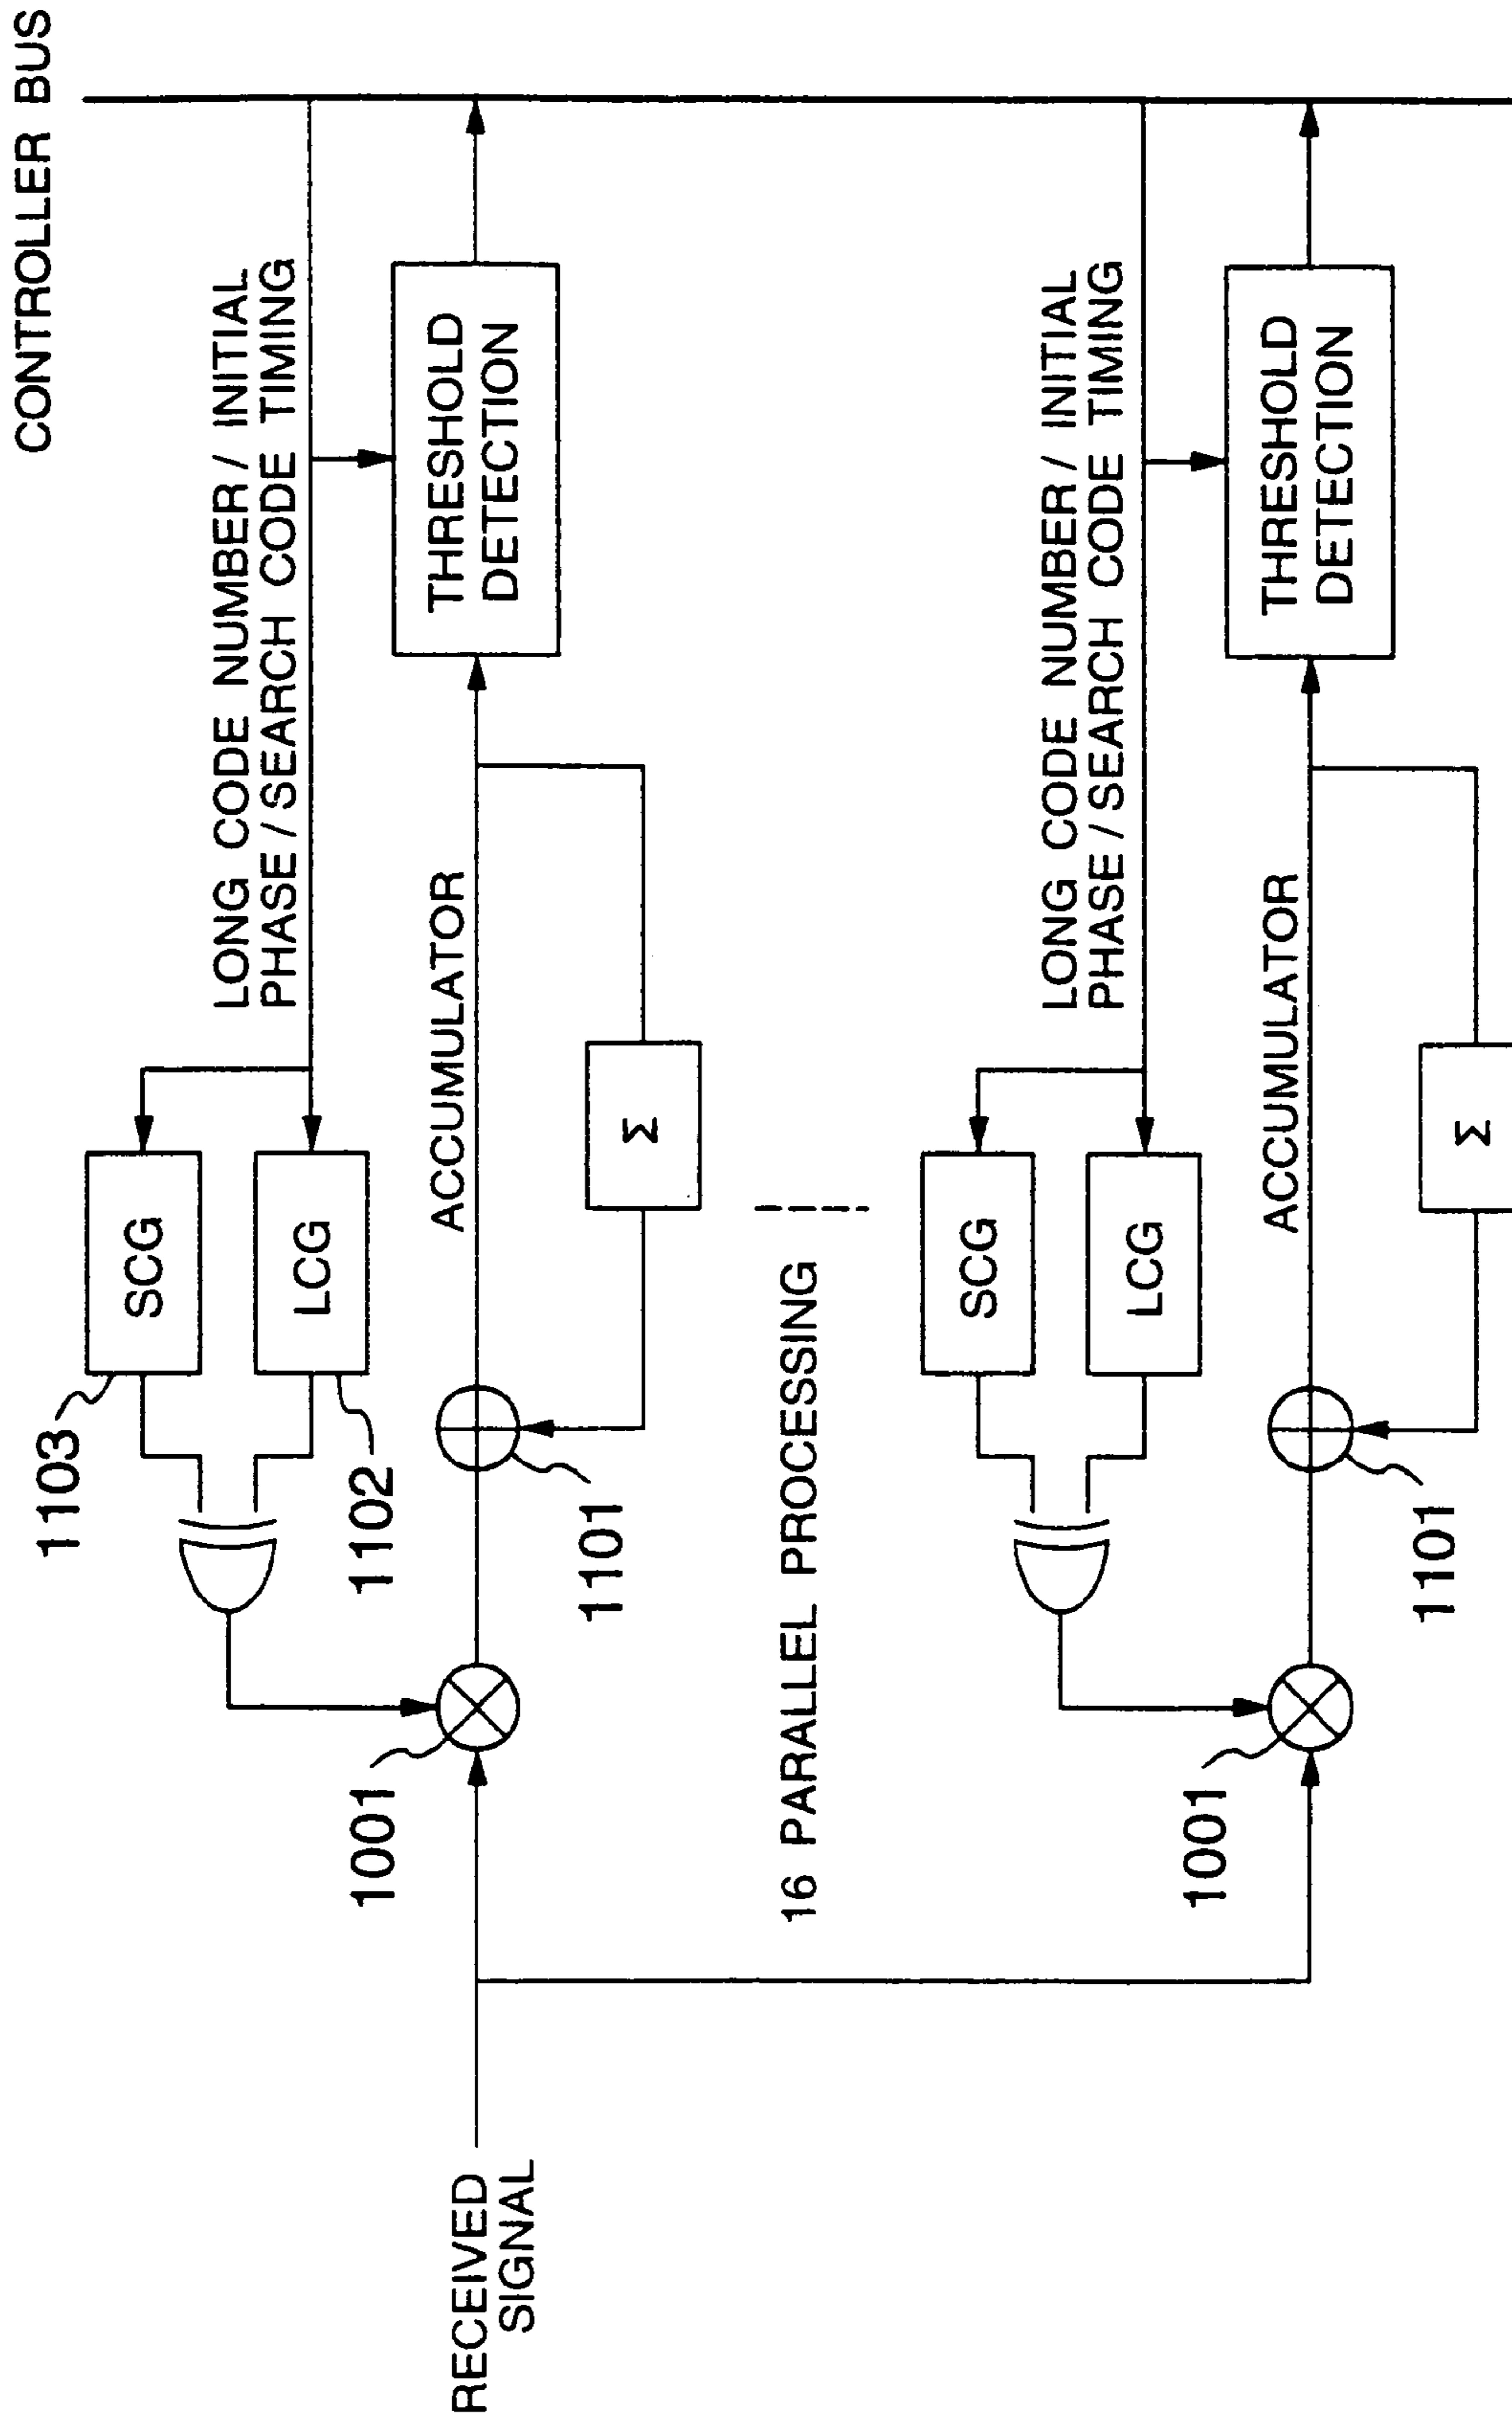 CONTROLLER BUS
LONG CODE NUMBER / INITIAL
PHASE / SEARCH CODE TIMING
1103
SCG
LCG
1102
THRESHOLD
DETECTION
ACCUMULATOR
Σ
1101
1001
RECEIVED
SIGNAL
16 PARALLEL PROCESSING
LONG CODE NUMBER / INITIAL
PHASE / SEARCH CODE TIMING
SCG
LCG
THRESHOLD
DETECTION
ACCUMULATOR
Σ
1101
1001